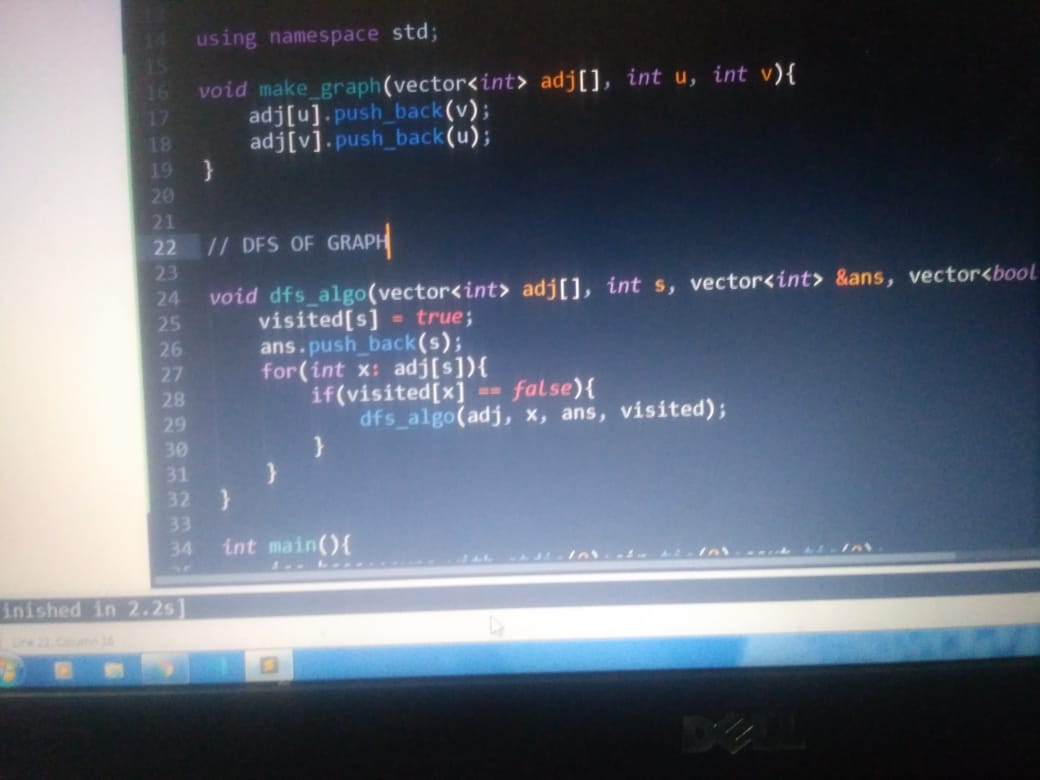 14 using namespace std;
15
16 void make_graph(vector<int> adj[], int u, int v){
17 adj[u].push_back(v);
18 adj[v].push_back(u);
19 }
20
21
22 // DFS OF GRAPH
23
24 void dfs_algo(vector<int> adj[], int s, vector<int> &ans, vector<bool
25 visited[s] = true;
26 ans.push_back(s);
27 for(int x: adj[s]){
28 if(visited[x] == false){
29 dfs_algo(adj, x, ans, visited);
30 }
31 }
32 }
33
34 int main(){
inished in 2.2s]
Line 22, Column 16
DELL